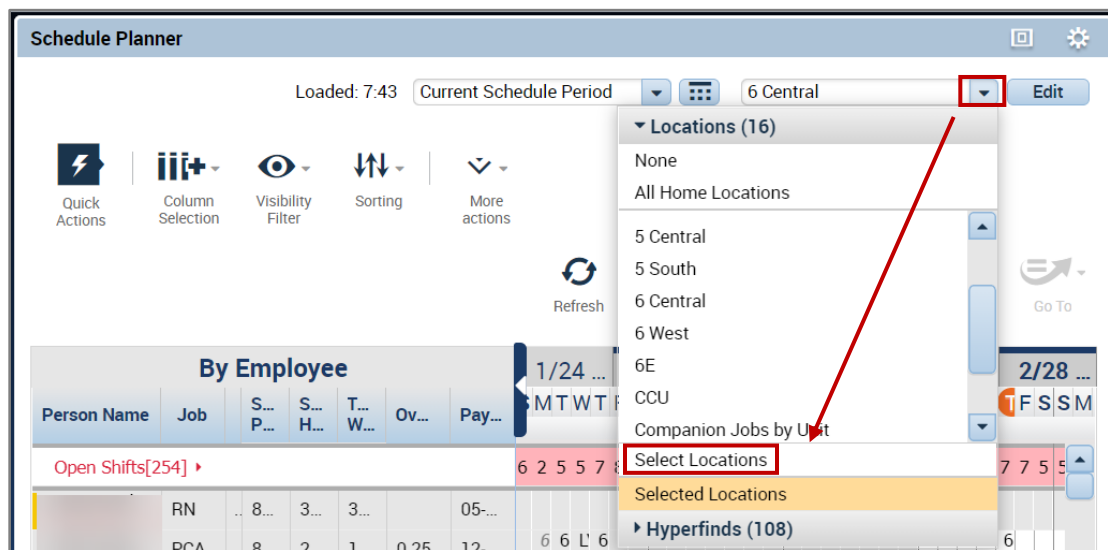 Schedule Planner
Loaded: 7:43 Current Schedule Period 6 Central Edit
Locations (16)
None
All Home Locations
5 Central
5 South
6 Central
6 West
6E
CCU
Companion Jobs by Unit
Select Locations
Selected Locations
Hyperfinds (108)
Quick Actions
Column Selection
Visibility Filter
Sorting
More actions
Refresh
Go To
By Employee 1/24 ... 2/28 ...
Person Name Job S... P... S... H... T... W... Ov... Pay... S M T W T F T F S S M
Open Shifts[254] 6 2 5 5 7 8 7 7 5 5
RN .. 8... 3... 3... 05-...
PCA 8 2 1 0.25 12- 6 6 6 6